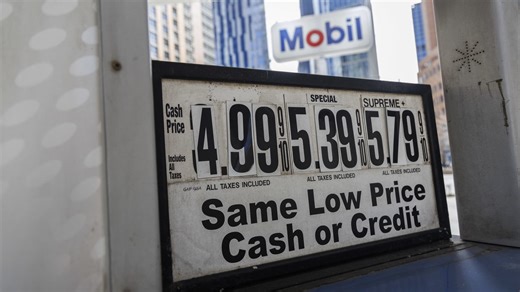 Mobil
SPECIAL SUPREME+
Cash Price 4.99 9/10 5.39 9/10 5.79 9/10
Includes All Taxes
ALL TAXES INCLUDED ALL TAXES INCLUDED ALL TAXES INCLUDED
Same Low Price
Cash or Credit